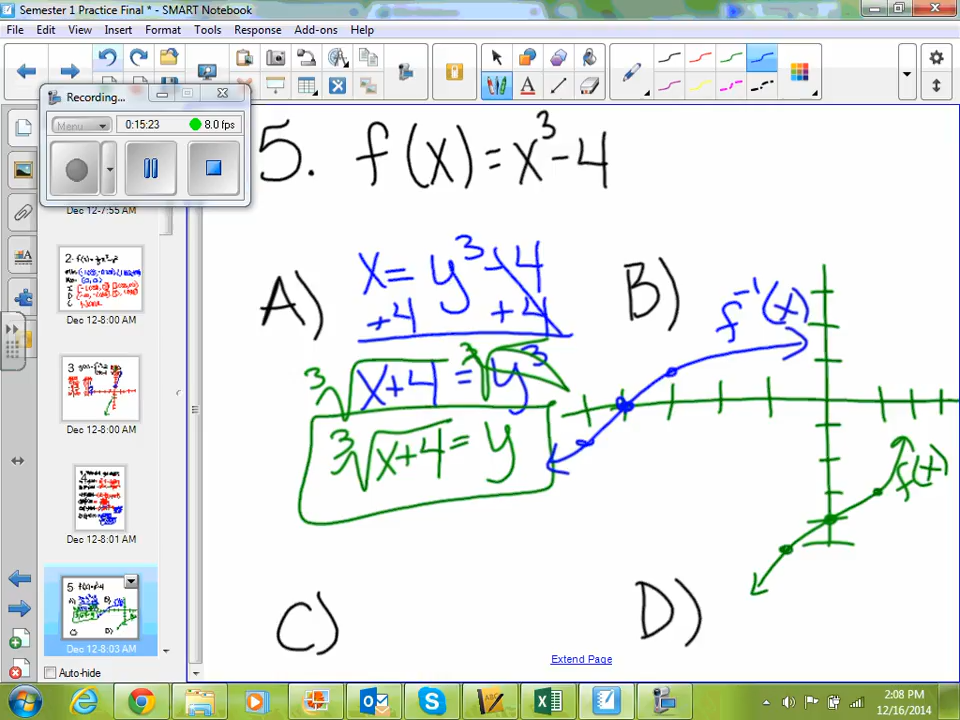 Semester 1 Practice Final * - SMART Notebook
File Edit View Insert Format Tools Response Add-ons Help
Recording...
Menu 0:15:23 8.0 fps
Dec 12-7:55 AM
Dec 12-8:00 AM
Dec 12-8:00 AM
Dec 12-8:01 AM
Dec 12-8:03 AM
Auto-hide
5. f(x)=x³-4
A) x= y³-4
+4 +4
³√x+4 = ³√y³
³√x+4 = y
B) f⁻¹(x)
f(x)
C)
D)
Extend Page
2:08 PM
12/16/2014